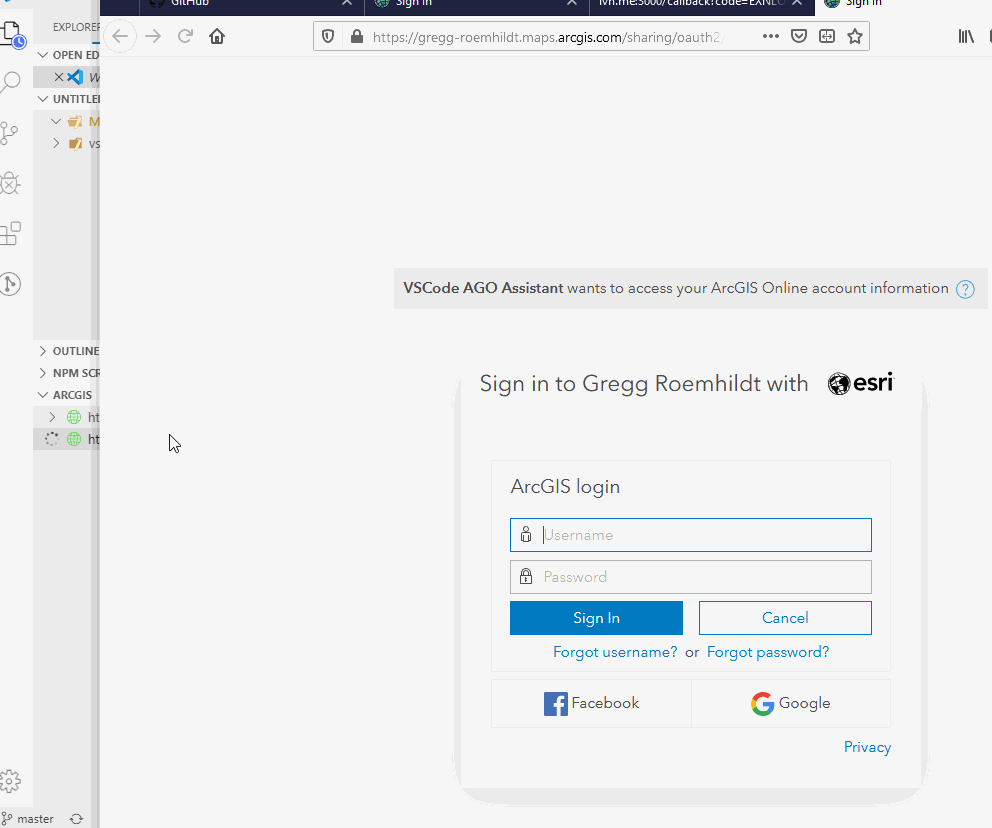 GitHub
Sign In
lvh.me:3000/callback?code=EXNLO
Sign In
https://gregg-roemhildt.maps.arcgis.com/sharing/oauth2/
EXPLORER
OPEN ED
W
UNTITLED
M
vs
OUTLINE
NPM SCR
ARCGIS
ht
ht
master
VSCode AGO Assistant wants to access your ArcGIS Online account information ?
Sign in to Gregg Roemhildt with esri
ArcGIS login
Username
Password
Sign In Cancel
Forgot username? or Forgot password?
Facebook Google
Privacy